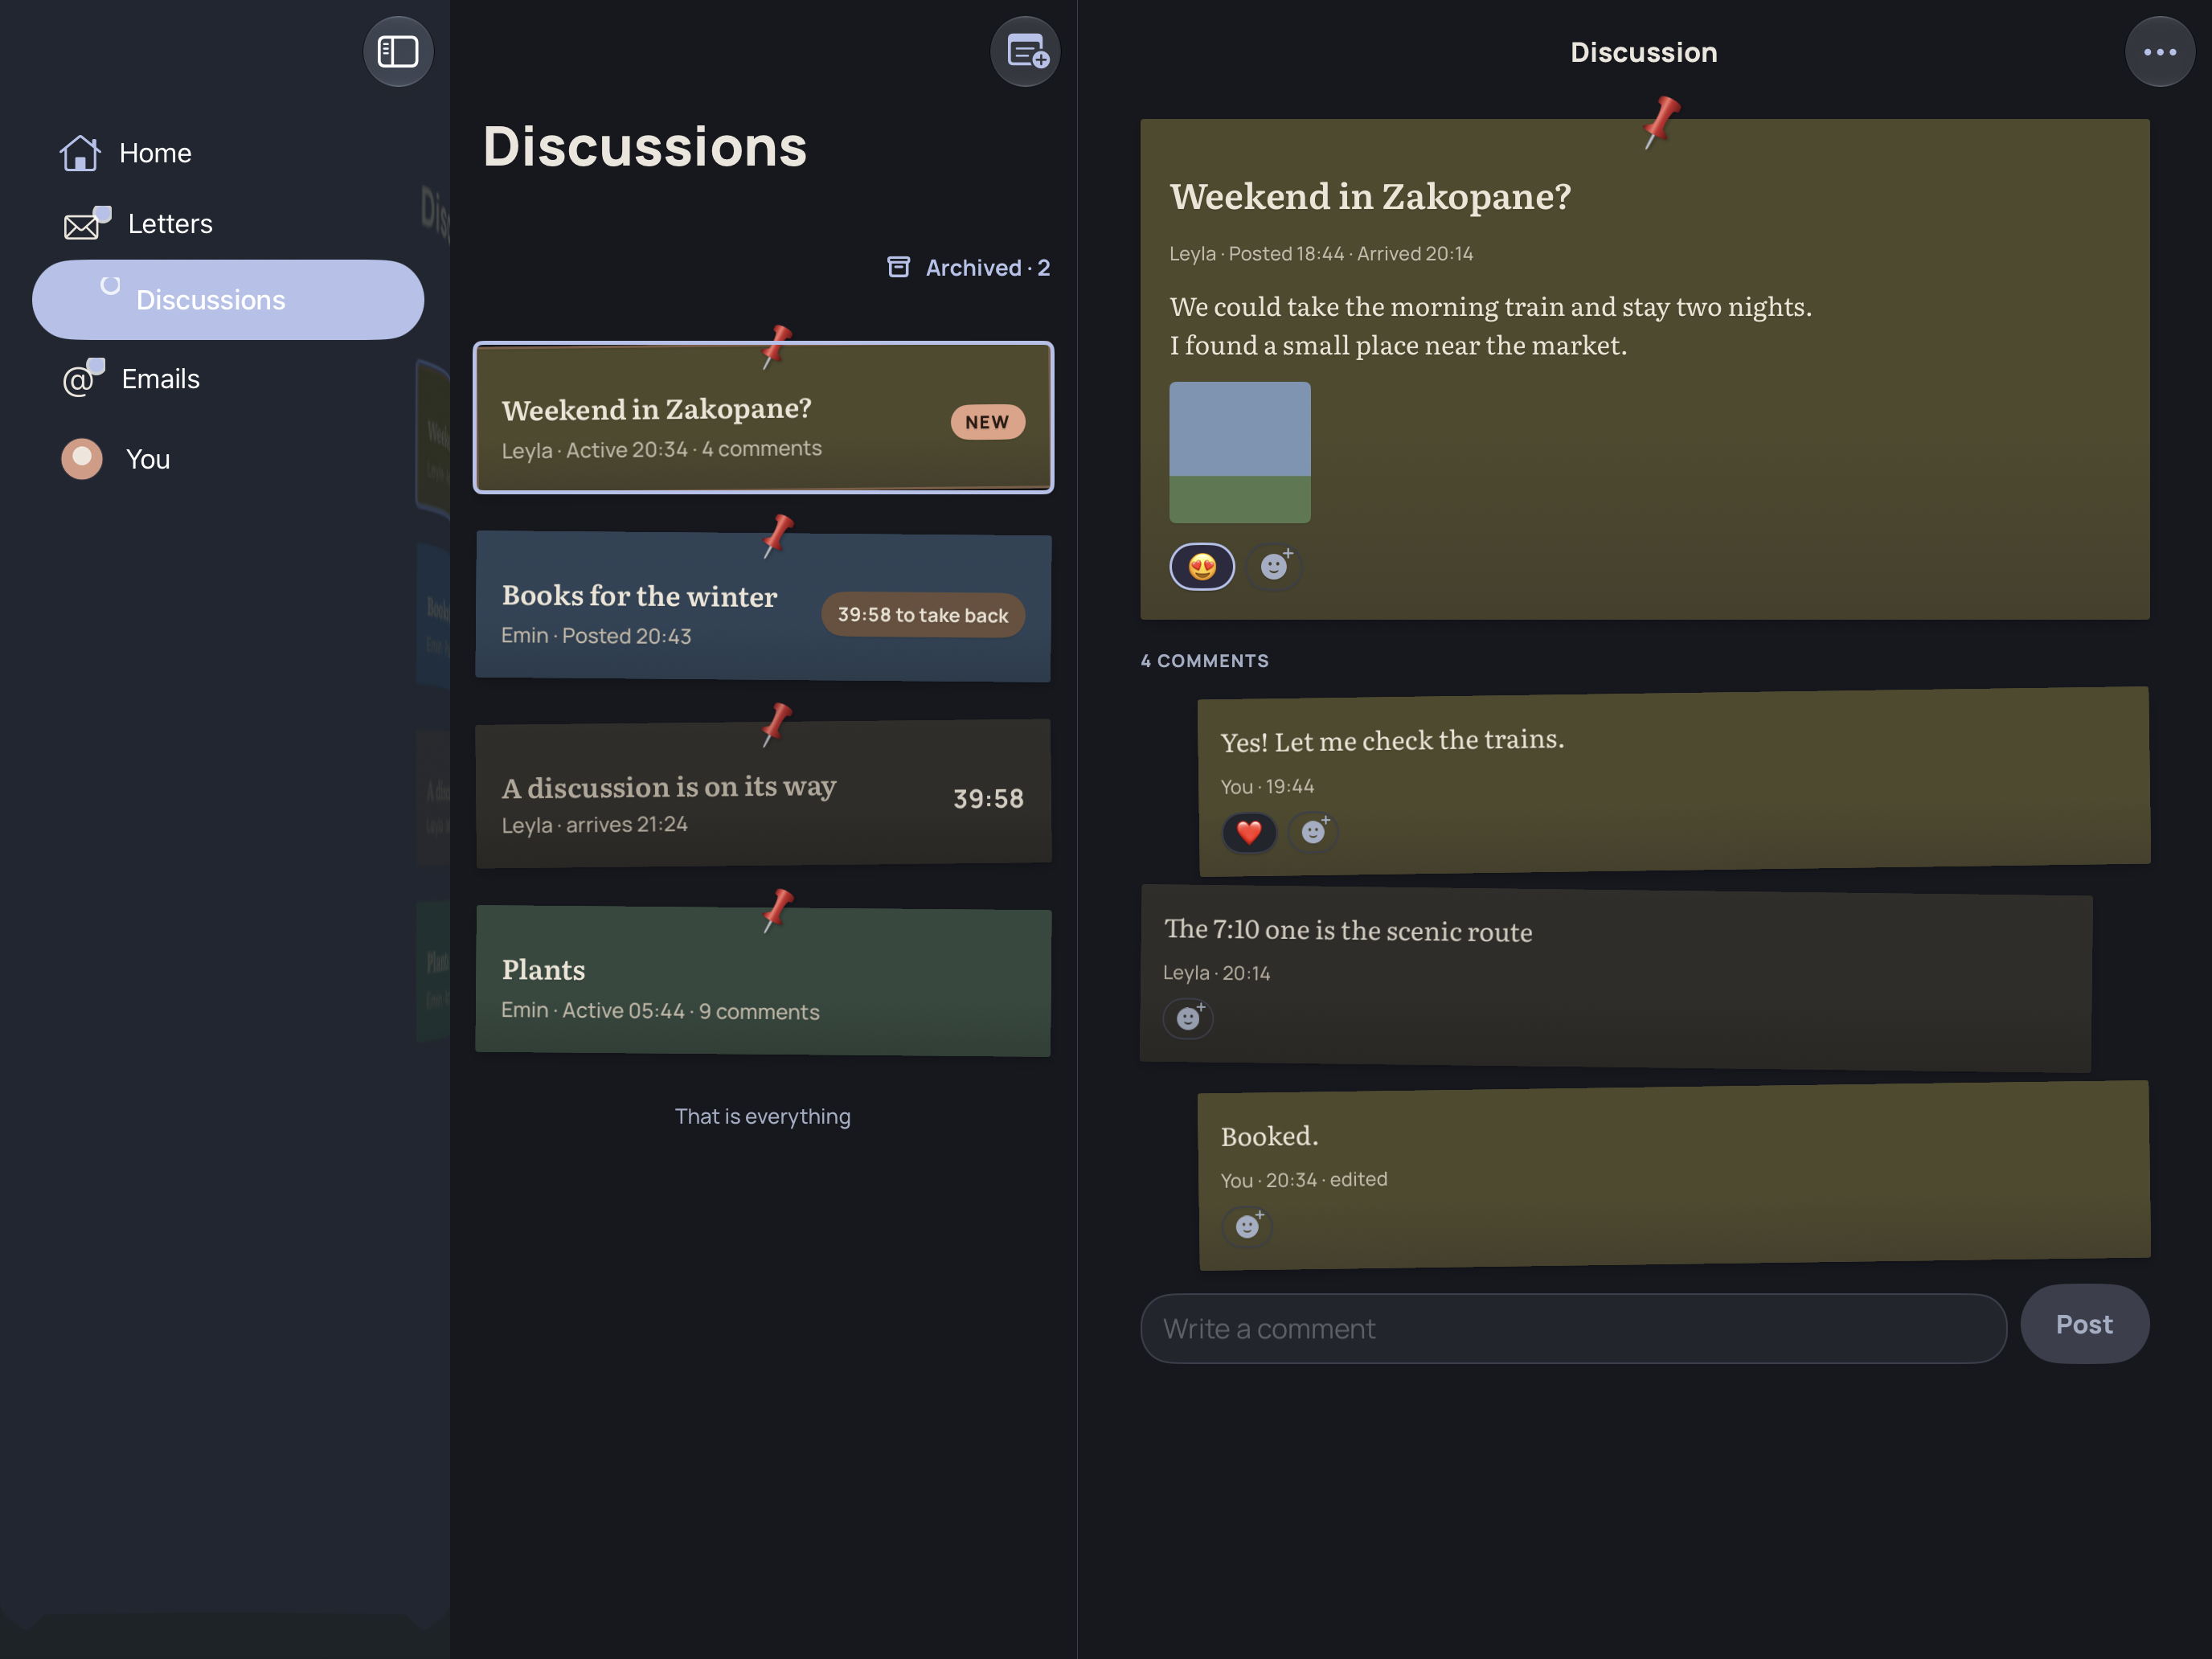 Home
Letters
Discussions
Emails
You
Discussions
Archived · 2
Weekend in Zakopane?
Leyla · Active 20:34 · 4 comments
NEW
Books for the winter
Emin · Posted 20:43
39:58 to take back
A discussion is on its way
Leyla · arrives 21:24
39:58
Plants
Emin · Active 05:44 · 9 comments
That is everything
Discussion
Weekend in Zakopane?
Leyla · Posted 18:44 · Arrived 20:14
We could take the morning train and stay two nights.
I found a small place near the market.
4 COMMENTS
Yes! Let me check the trains.
You · 19:44
The 7:10 one is the scenic route
Leyla · 20:14
Booked.
You · 20:34 · edited
Write a comment
Post